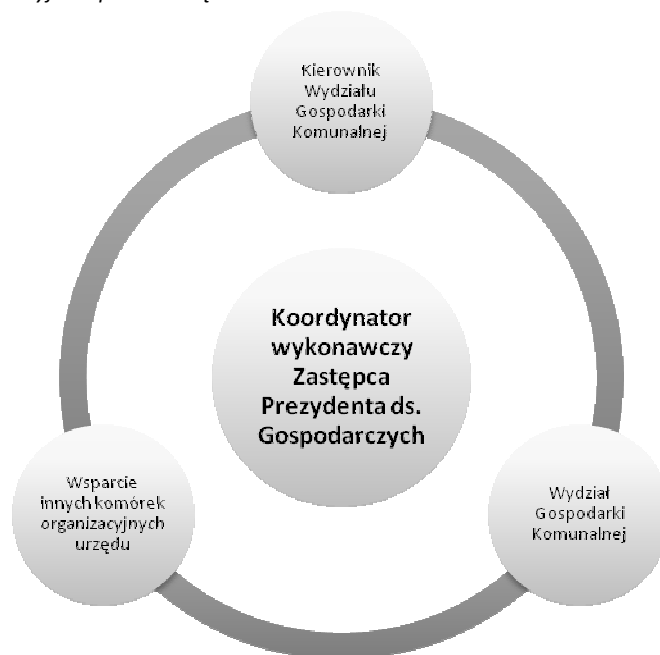 Kierownik
Wydziału
Gospodarki
Komunalnej
Koordynator
wykonawczy
Zastępca
Prezydenta ds.
Gospodarczych
Wsparcie
innych komórek
organizacyjnych
urzędu
Wydział
Gospodarki
Komunalnej